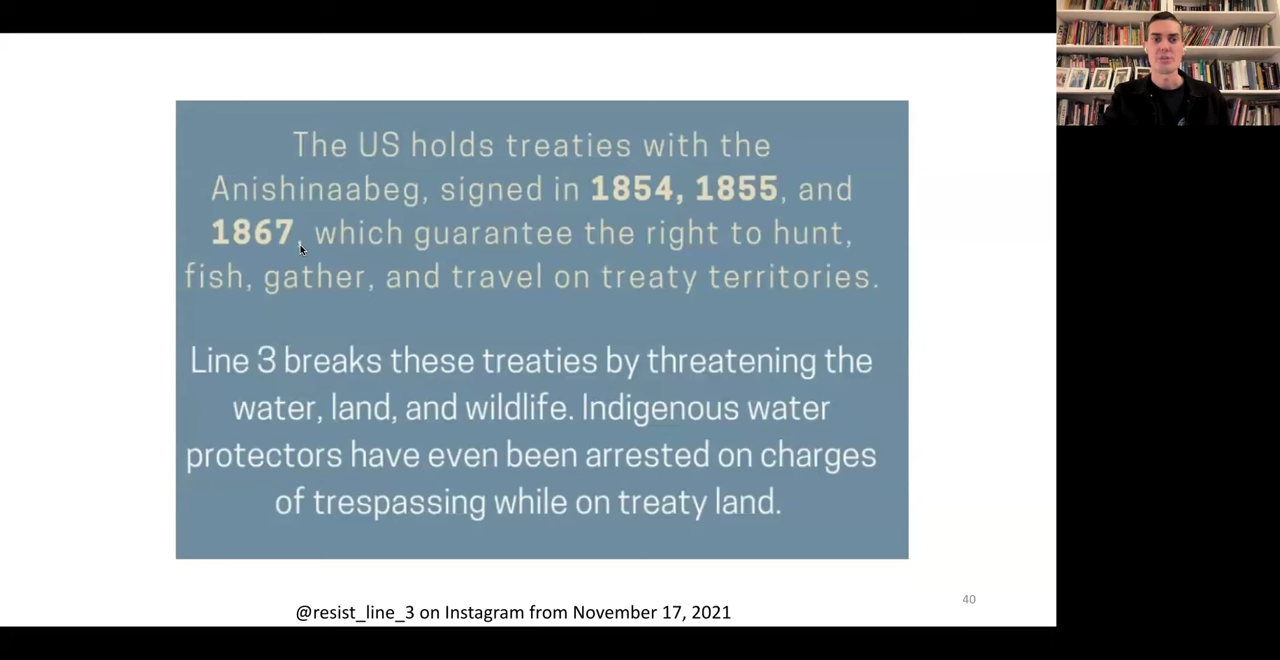 The US holds treaties with the
Anishinaabeg, signed in 1854, 1855, and
1867, which guarantee the right to hunt,
fish, gather, and travel on treaty territories.
Line 3 breaks these treaties by threatening the
water, land, and wildlife. Indigenous water
protectors have even been arrested on charges
of trespassing while on treaty land.
@resist_line_3 on Instagram from November 17, 2021
40